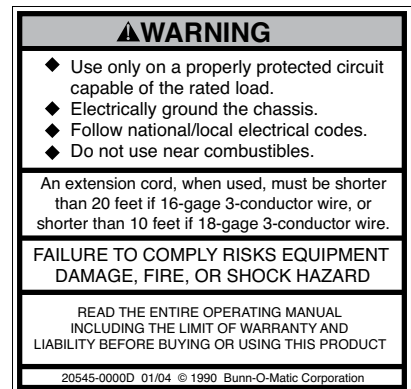 ⚠WARNING
◆ Use only on a properly protected circuit
capable of the rated load.
◆ Electrically ground the chassis.
◆ Follow national/local electrical codes.
◆ Do not use near combustibles.
An extension cord, when used, must be shorter
than 20 feet if 16-gage 3-conductor wire, or
shorter than 10 feet if 18-gage 3-conductor wire.
FAILURE TO COMPLY RISKS EQUIPMENT
DAMAGE, FIRE, OR SHOCK HAZARD
READ THE ENTIRE OPERATING MANUAL
INCLUDING THE LIMIT OF WARRANTY AND
LIABILITY BEFORE BUYING OR USING THIS PRODUCT
20545-0000D 01/04 © 1990 Bunn-O-Matic Corporation